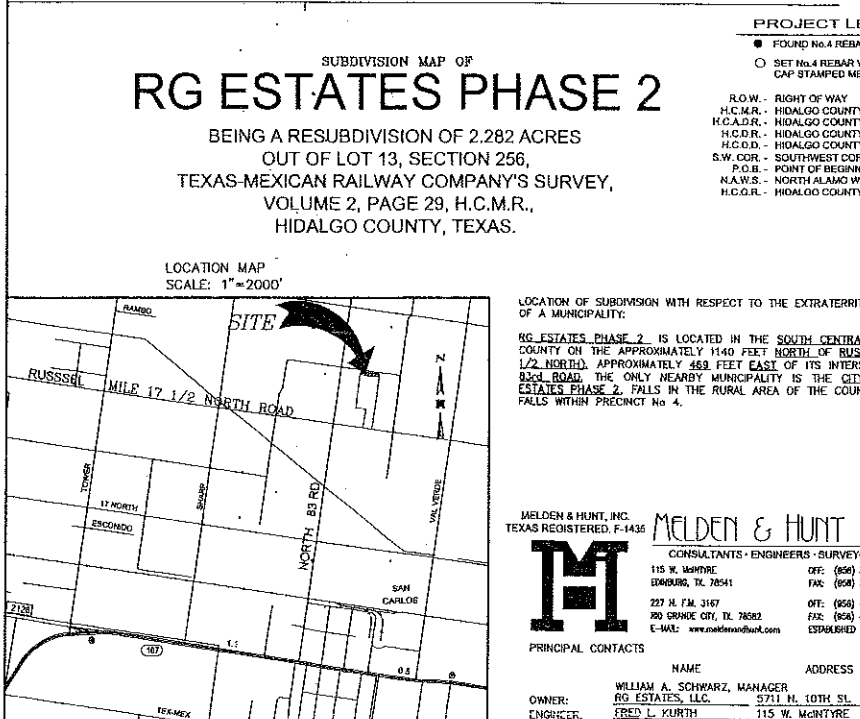 PROJECT LE
FOUND No.4 REBA
SET No.4 REBAR
CAP STAMPED ME
SUBDIVISION MAP OF
RG ESTATES PHASE 2
BEING A RESUBDIVISION OF 2.282 ACRES
OUT OF LOT 13, SECTION 256,
TEXAS-MEXICAN RAILWAY COMPANY'S SURVEY,
VOLUME 2, PAGE 29, H.C.M.R.,
HIDALGO COUNTY, TEXAS.
R.O.W. - RIGHT OF WAY
H.C.M.R. - HIDALGO COUNTY
H.C.A.D.R. - HIDALGO COUNTY
H.C.D.R. - HIDALGO COUNTY
H.C.O.D. - HIDALGO COUNTY
S.W. COR. - SOUTHWEST COR
P.O.B. - POINT OF BEGINN
N.A.W.S. - NORTH ALAMO W
H.C.O.R. - HIDALGO COUNTY
LOCATION MAP
SCALE: 1"=2000'
RAMBO
SITE
RUSSSEL
MILE 17 1/2 NORTH ROAD
N
TOWER
SHARP
NORTH 83 RD
VAL VERDE
17 NORTH
ESCONIDO
SAN
CARLOS
2128
107
1.1
0.5
TEX-MEX
LOCATION OF SUBDIVISION WITH RESPECT TO THE EXTRATERRIT
OF A MUNICIPALITY:
RG ESTATES PHASE 2 IS LOCATED IN THE SOUTH CENTRA
COUNTY ON THE APPROXIMATELY 1140 FEET NORTH OF RUS
1/2 NORTH), APPROXIMATELY 469 FEET EAST OF ITS INTERS
83rd ROAD. THE ONLY NEARBY MUNICIPALITY IS THE CITY
ESTATES PHASE 2, FALLS IN THE RURAL AREA OF THE COUN
FALLS WITHIN PRECINCT No 4.
MELDEN & HUNT, INC.
TEXAS REGISTERED, F-1435
MELDEN & HUNT
CONSULTANTS • ENGINEERS • SURVEY
115 W. McINTYRE OFF: (956)
EDINBURG, TX. 78541 FAX: (956)
227 N. F.M. 3167 OFF: (956)
RIO GRANDE CITY, TX. 78582 FAX: (956)
E-MAIL: www.meldenandhunt.com ESTABLISHED
PRINCIPAL CONTACTS
NAME ADDRESS
WILLIAM A. SCHWARZ, MANAGER
OWNER: RG ESTATES, LLC. 5711 N. 10TH St.
ENGINEER: FRED L. KURTH 115 W. McINTYRE